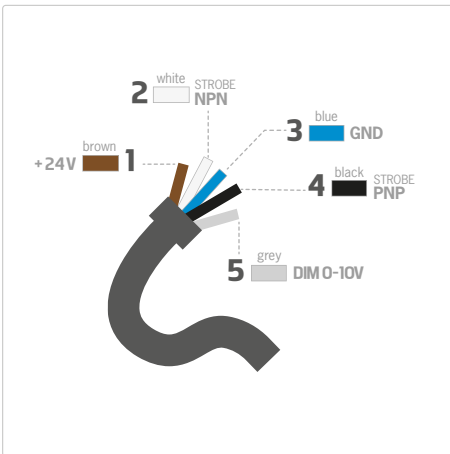 white
2 STROBE
NPN
blue
3 GND
brown
+24V 1
black
4 STROBE
PNP
grey
5 DIM 0-10V